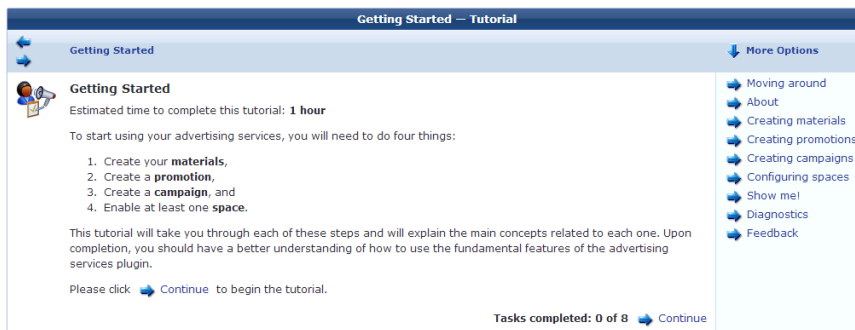 Getting Started — Tutorial
Getting Started
More Options
Getting Started
Estimated time to complete this tutorial: 1 hour
To start using your advertising services, you will need to do four things:
1. Create your materials,
2. Create a promotion,
3. Create a campaign, and
4. Enable at least one space.
This tutorial will take you through each of these steps and will explain the main concepts related to each one. Upon
completion, you should have a better understanding of how to use the fundamental features of the advertising
services plugin.
Please click Continue to begin the tutorial.
Tasks completed: 0 of 8 Continue
Moving around
About
Creating materials
Creating promotions
Creating campaigns
Configuring spaces
Show me!
Diagnostics
Feedback